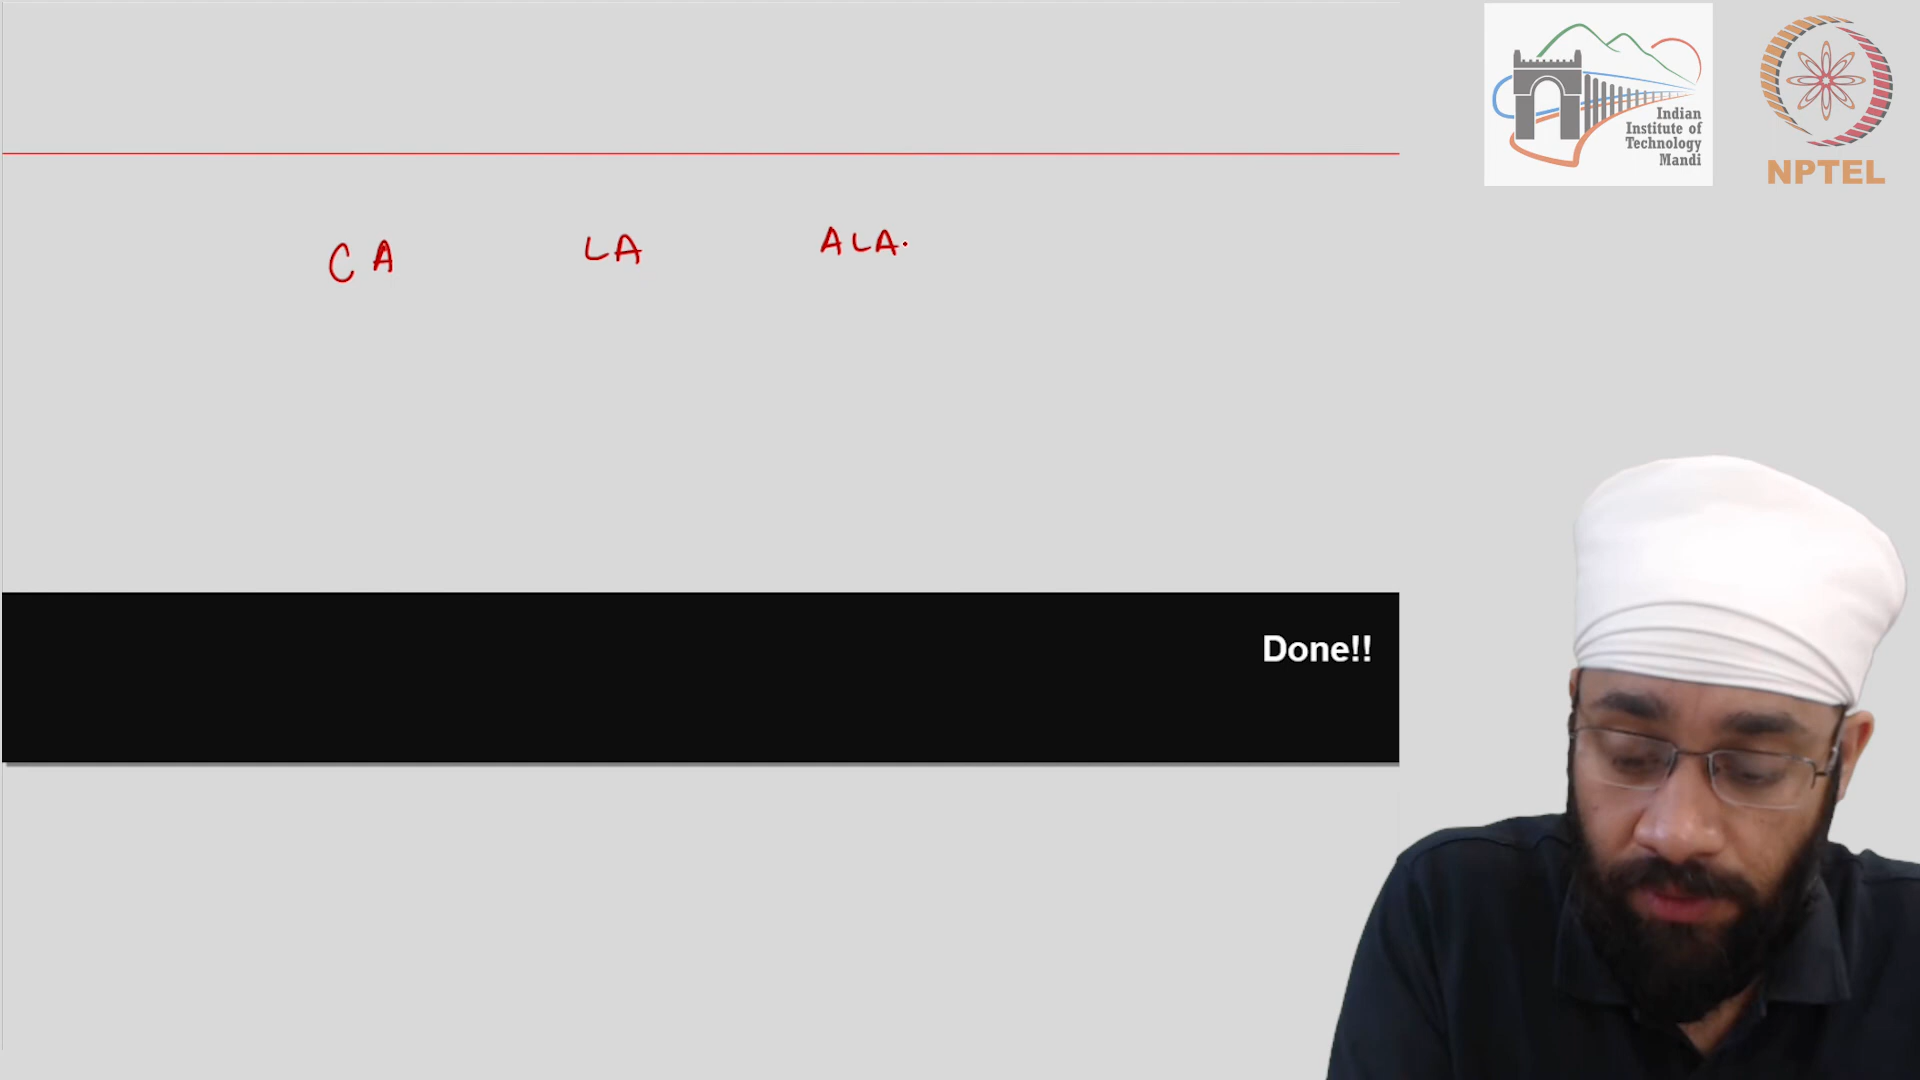 Indian
Institute of
Technology
Mandi
NPTEL
CA LA ALA.
Done!!